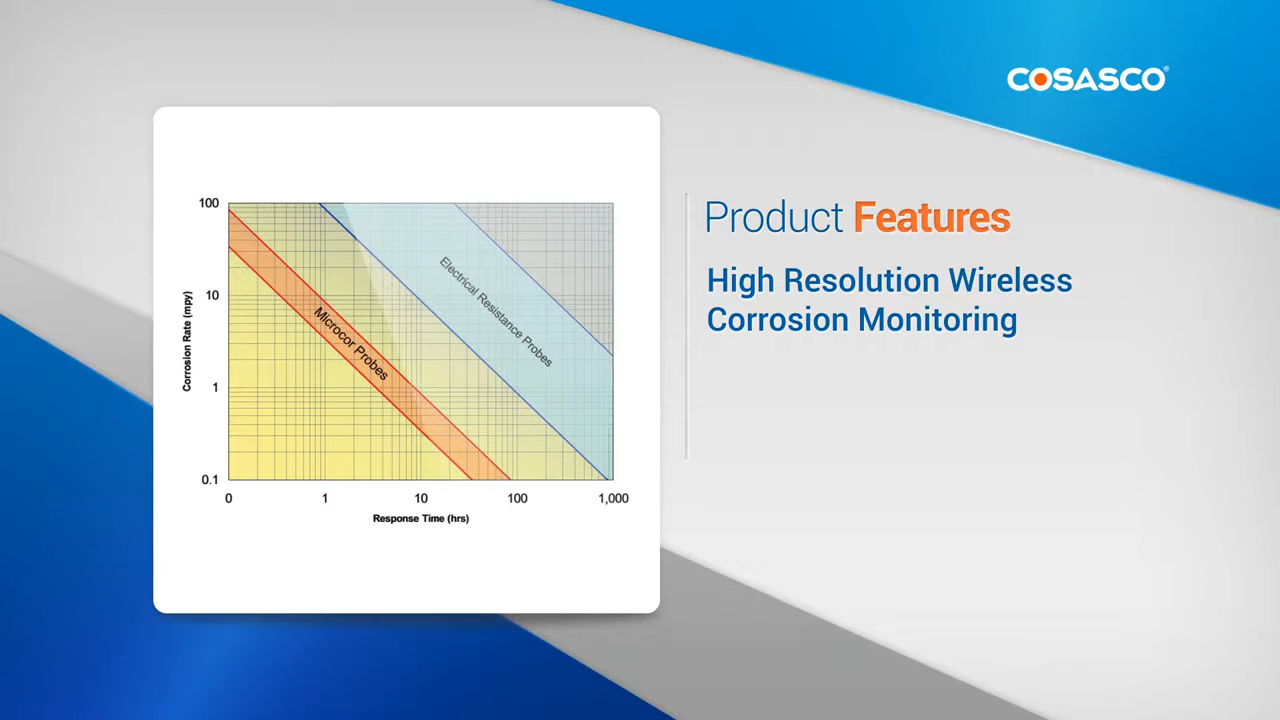 COSASCO®
Product Features
High Resolution Wireless
Corrosion Monitoring
100
10
1
0.1
Corrosion Rate (mpy)
Microcor Probes
Electrical Resistance Probes
0 1 10 100 1,000
Response Time (hrs)